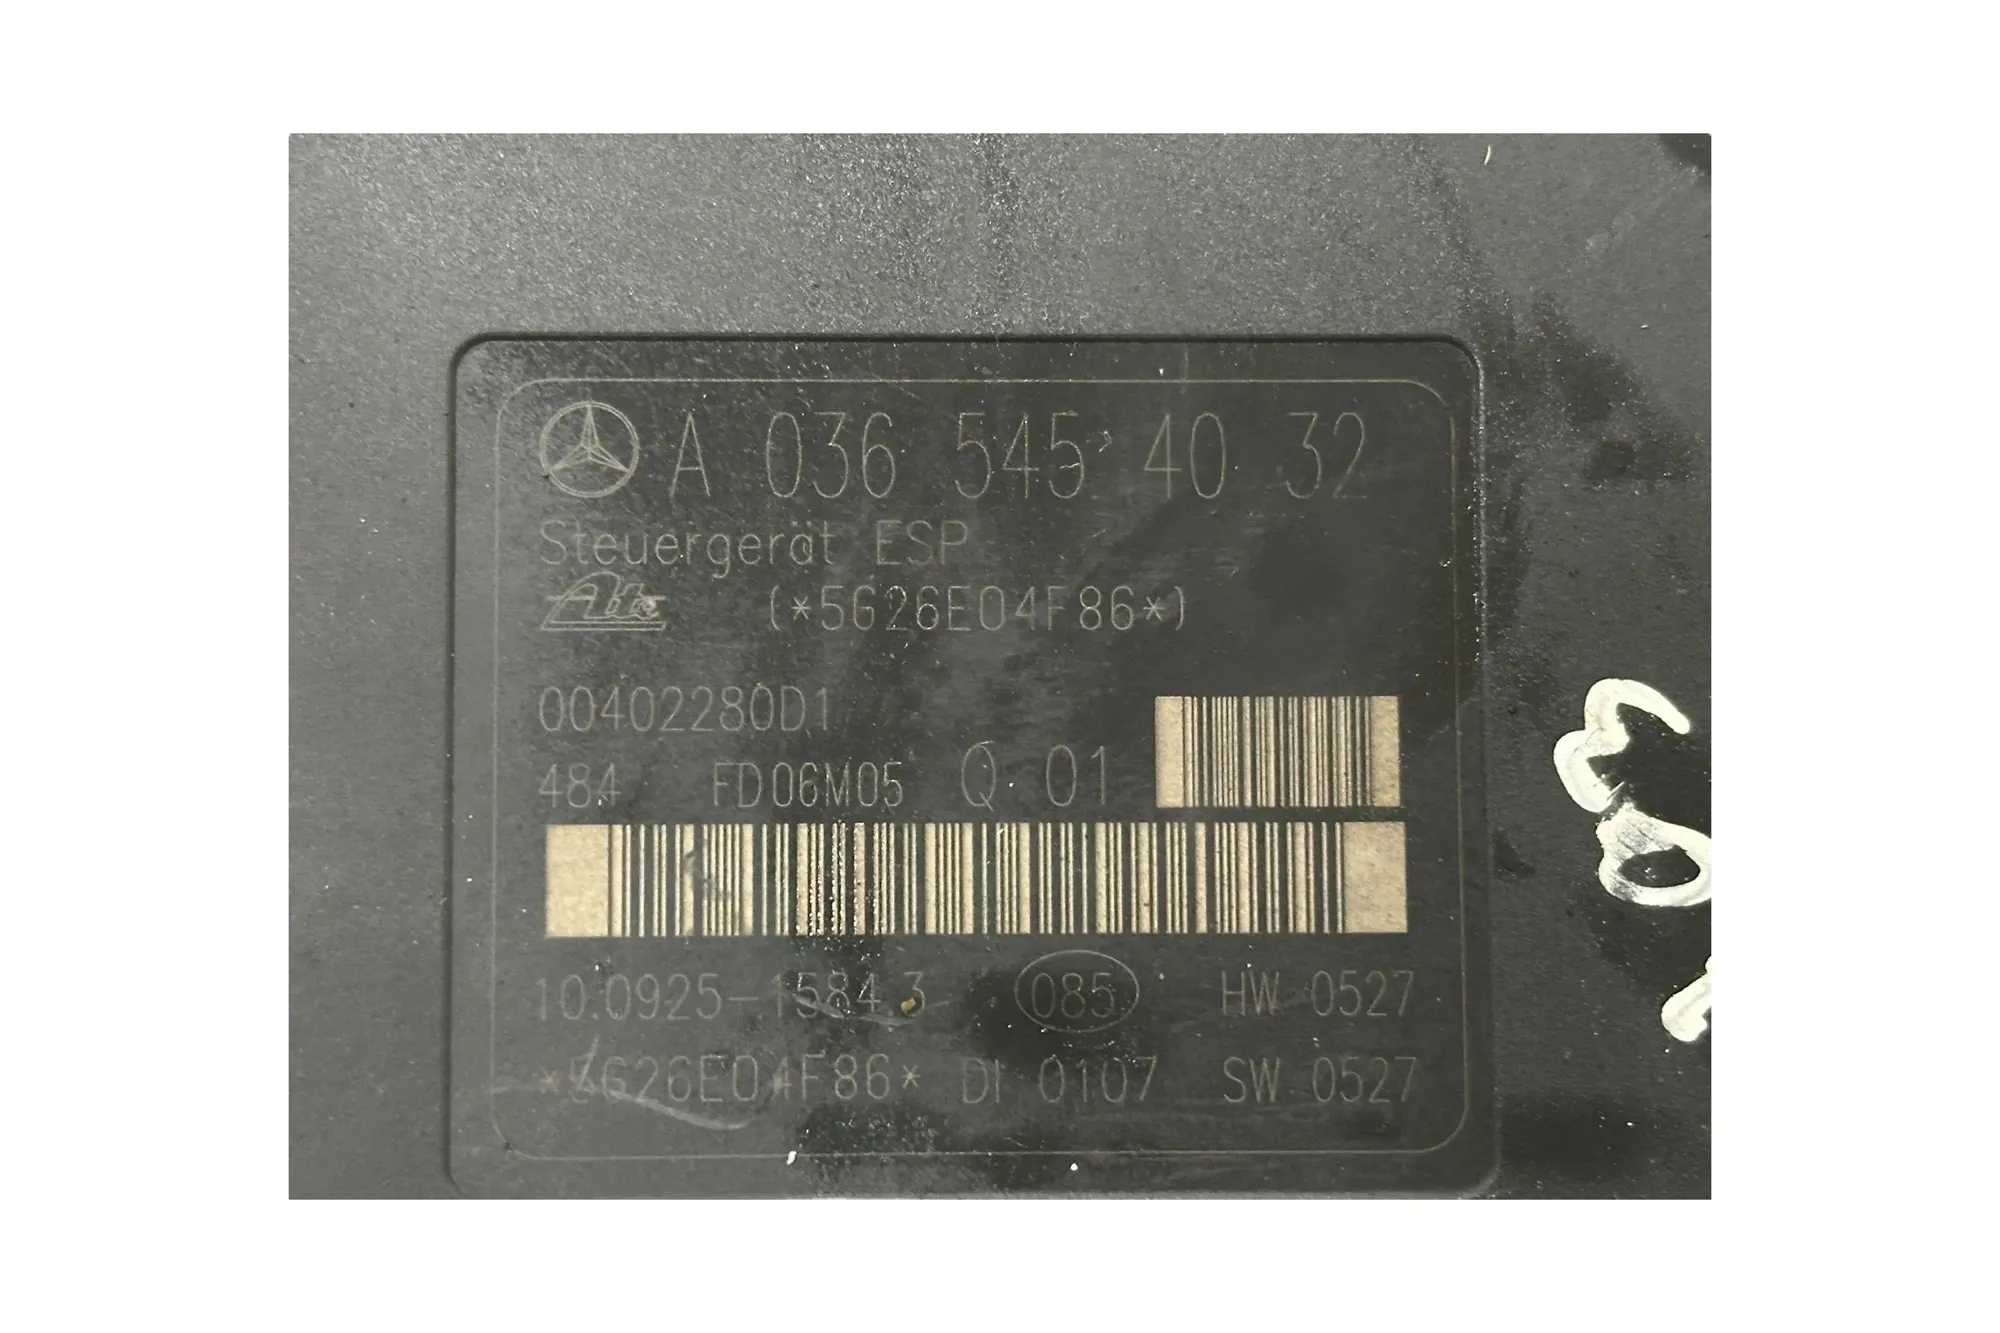 A 036 545 40 32
Steuergerät ESP
Ate (*5G26E04F86*)
00402280D1
484 FD06M05 Q 01
10.0925-1584.3 085 HW 0527
*5G26E04F86* DI 0107 SW 0527